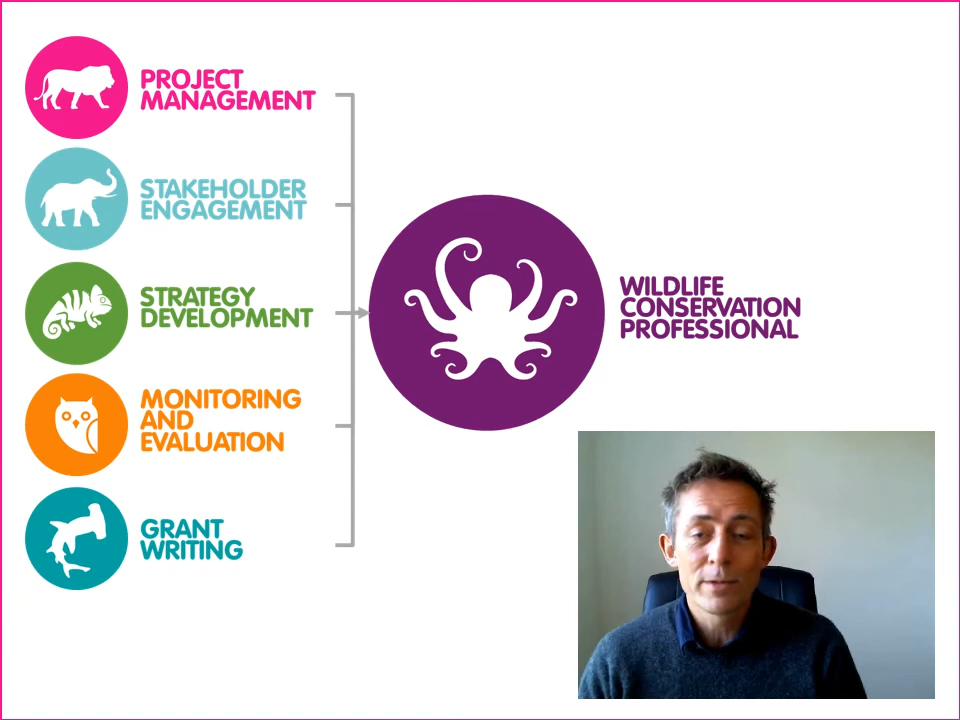 PROJECT
MANAGEMENT
STAKEHOLDER
ENGAGEMENT
STRATEGY
DEVELOPMENT
MONITORING
AND
EVALUATION
GRANT
WRITING
WILDLIFE
CONSERVATION
PROFESSIONAL